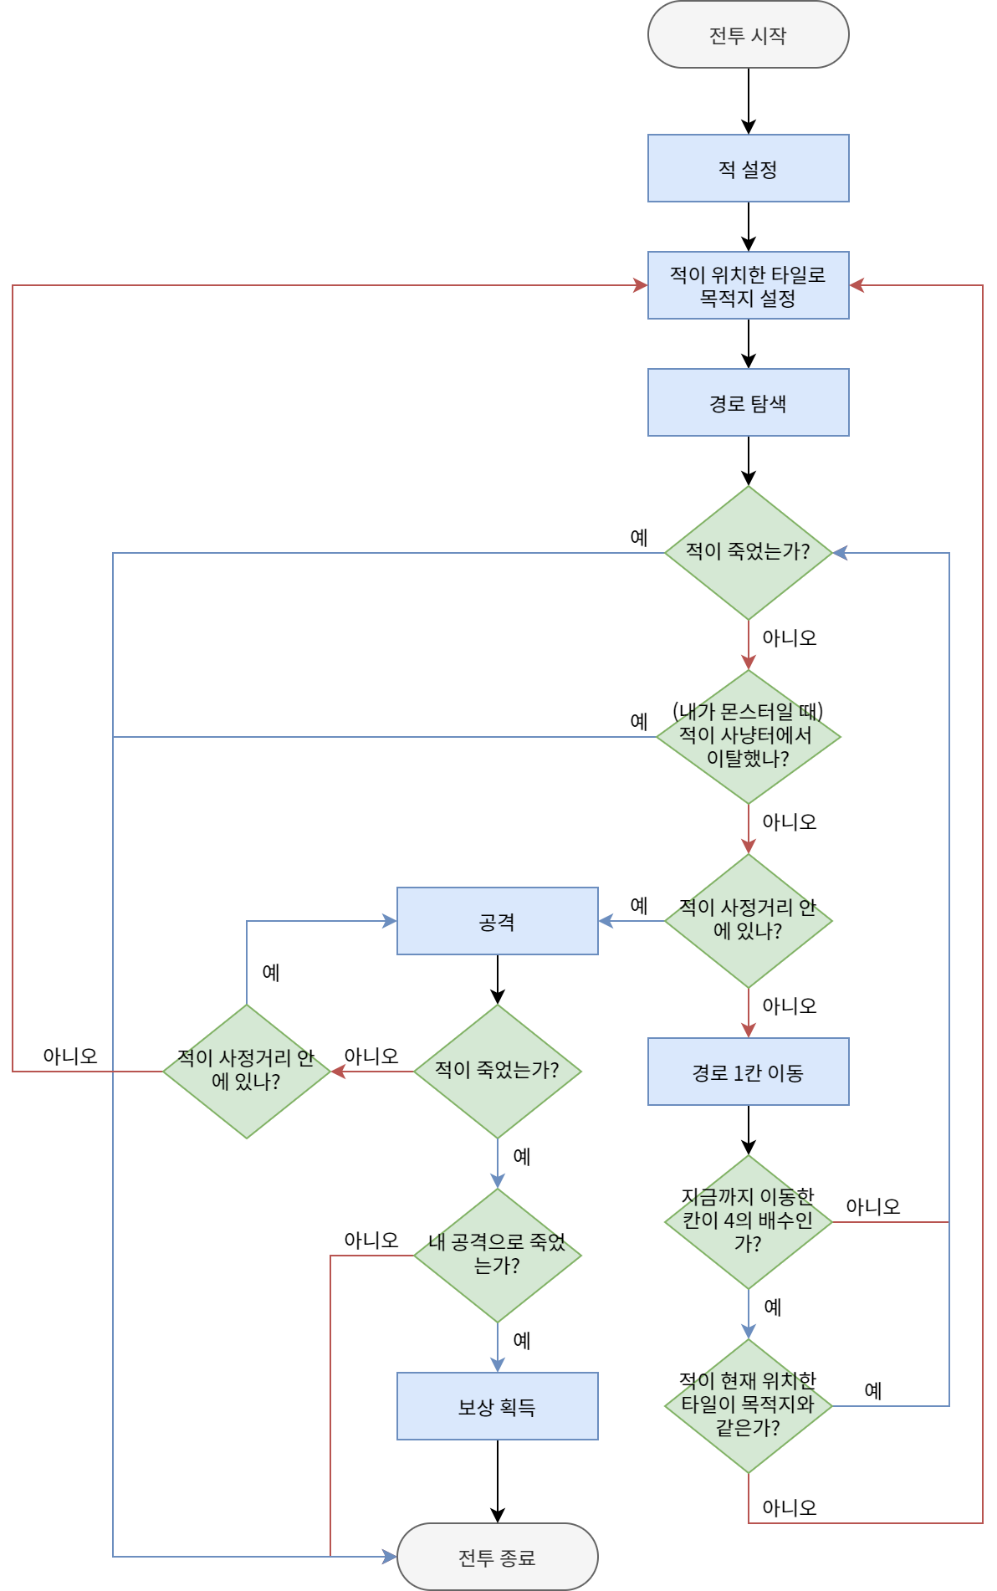 전투 시작
적 설정
적이 위치한 타일로
목적지 설정
경로 탐색
예
적이 죽었는가?
아니오
예
(내가 몬스터일 때)
적이 사냥터에서
이탈했나?
아니오
공격
예
적이 사정거리 안
에 있나?
예
아니오
아니오
적이 사정거리 안
에 있나?
아니오
적이 죽었는가?
경로 1칸 이동
예
지금까지 이동한
칸이 4의 배수인
가?
아니오
아니오
내 공격으로 죽었
는가?
예
예
적이 현재 위치한
타일이 목적지와
같은가?
예
보상 획득
아니오
전투 종료